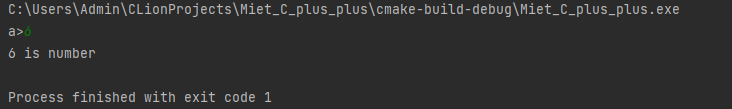 C:\Users\Admin\CLionProjects\Miet_C_plus_plus\cmake-build-debug\Miet_C_plus_plus.exe
a>6
6 is number
Process finished with exit code 1